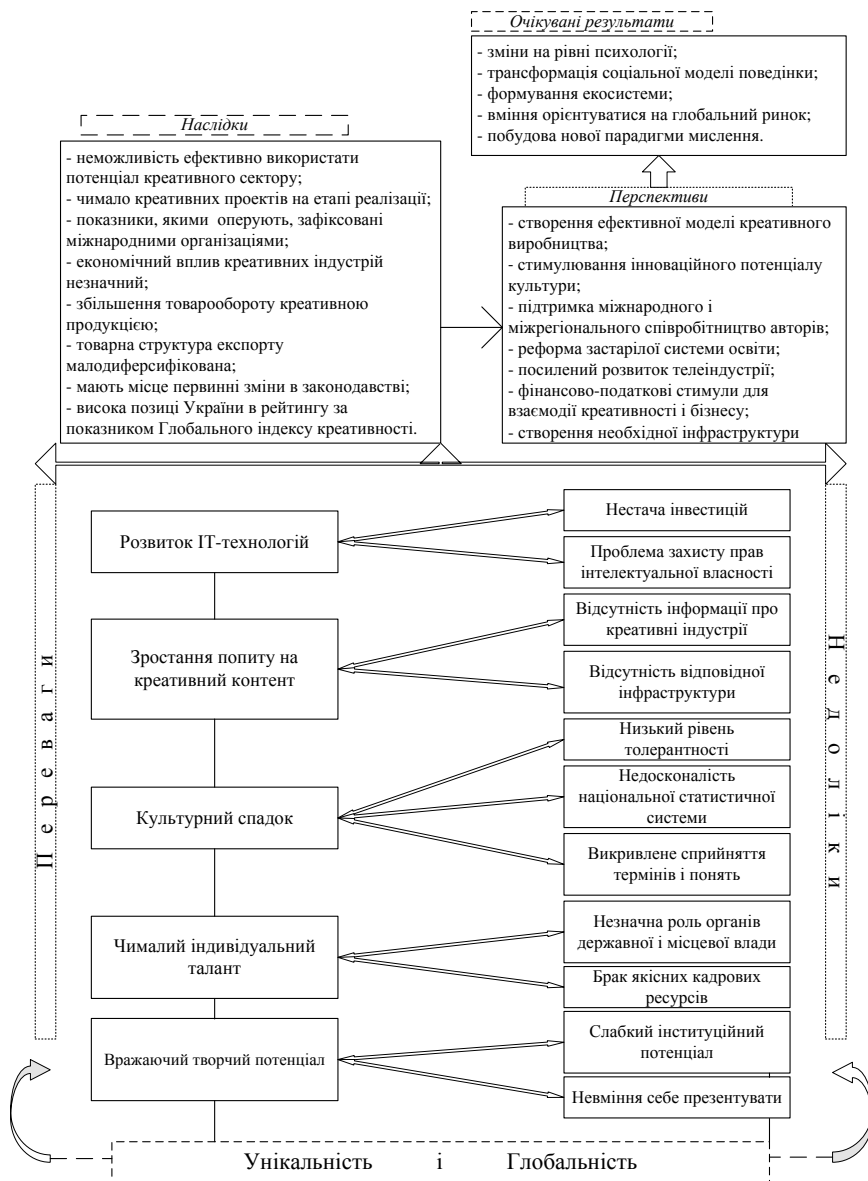 Очікувані результати
- зміни на рівні психології;
- трансформація соціальної моделі поведінки;
- формування екосистеми;
- вміння орієнтуватися на глобальний ринок;
- побудова нової парадигми мислення.
Наслідки
- неможливість ефективно використати
потенціал креативного сектору;
- чимало креативних проектів на етапі реалізації;
- показники, якими оперують, зафіксовані
міжнародними організаціями;
- економічний вплив креативних індустрій
незначний;
- збільшення товарообороту креативною
продукцією;
- товарна структура експорту
малодиферсифікована;
- мають місце первинні зміни в законодавстві;
- висока позиці України в рейтингу за
показником Глобального індексу креативності.
Перспективи
- створення ефективної моделі креативного
виробництва;
- стимулювання інноваційного потенціалу
культури;
- підтримка міжнародного і
міжрегіонального співробітництво авторів;
- реформа застарілої системи освіти;
- посилений розвиток телеіндустрії;
- фінансово-податкові стимули для
взаємодії креативності і бізнесу;
- створення необхідної інфраструктури
Переваги
Розвиток ІТ-технологій
Зростання попиту на
креативний контент
Культурний спадок
Чималий індивідуальний
талант
Вражаючий творчий потенціал
Нестача інвестицій
Проблема захисту прав
інтелектуальної власності
Відсутність інформації про
креативні індустрії
Відсутність відповідної
інфраструктури
Низький рівень
толерантності
Недосконалість
національної статистичної
системи
Викривлене сприйняття
термінів і понять
Незначна роль органів
державної і місцевої влади
Брак якісних кадрових
ресурсів
Слабкий інституційний
потенціал
Невміння себе презентувати
Недоліки
Унікальність і Глобальність